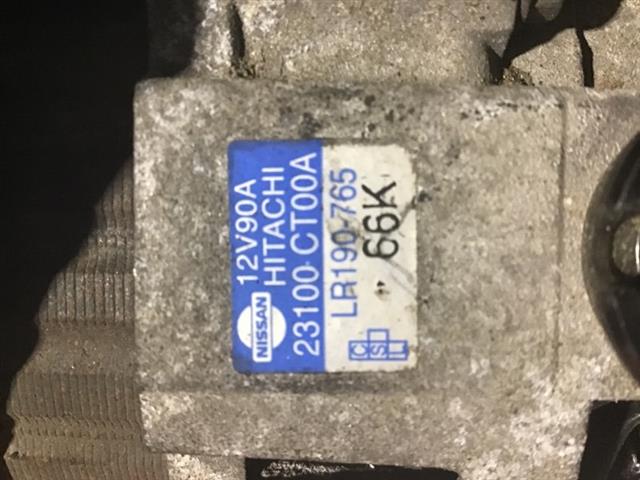 NISSAN
12V90A
HITACHI
23100 CT00A
LR190-765
66K
C
S
L